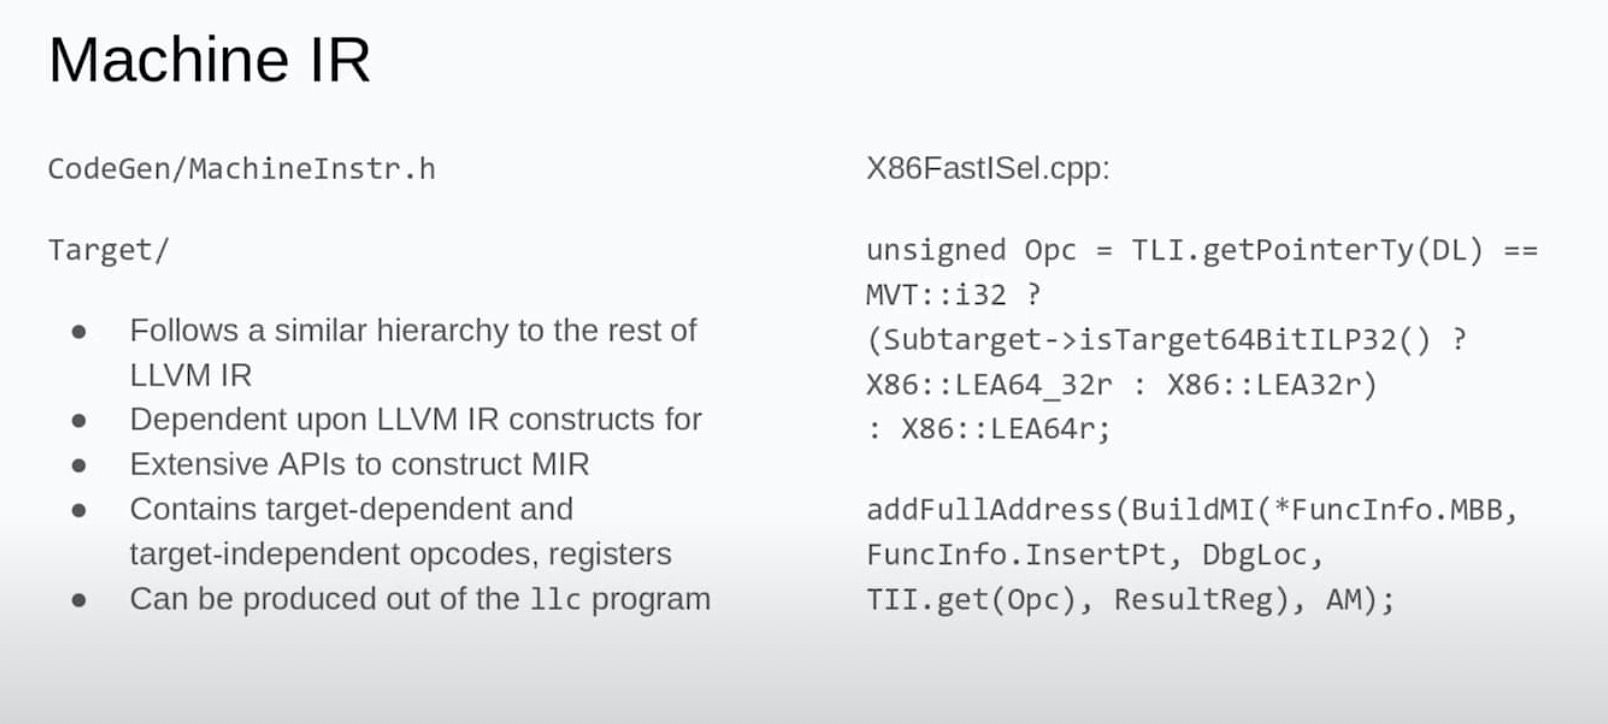 Machine IR
CodeGen/MachineInstr.h
Target/
● Follows a similar hierarchy to the rest of
LLVM IR
● Dependent upon LLVM IR constructs for
● Extensive APIs to construct MIR
● Contains target-dependent and
target-independent opcodes, registers
● Can be produced out of the llc program
X86FastISel.cpp:
unsigned Opc = TLI.getPointerTy(DL) ==
MVT::i32 ?
(Subtarget->isTarget64BitILP32() ?
X86::LEA64_32r : X86::LEA32r)
: X86::LEA64r;
addFullAddress(BuildMI(*FuncInfo.MBB,
FuncInfo.InsertPt, DbgLoc,
TII.get(Opc), ResultReg), AM);